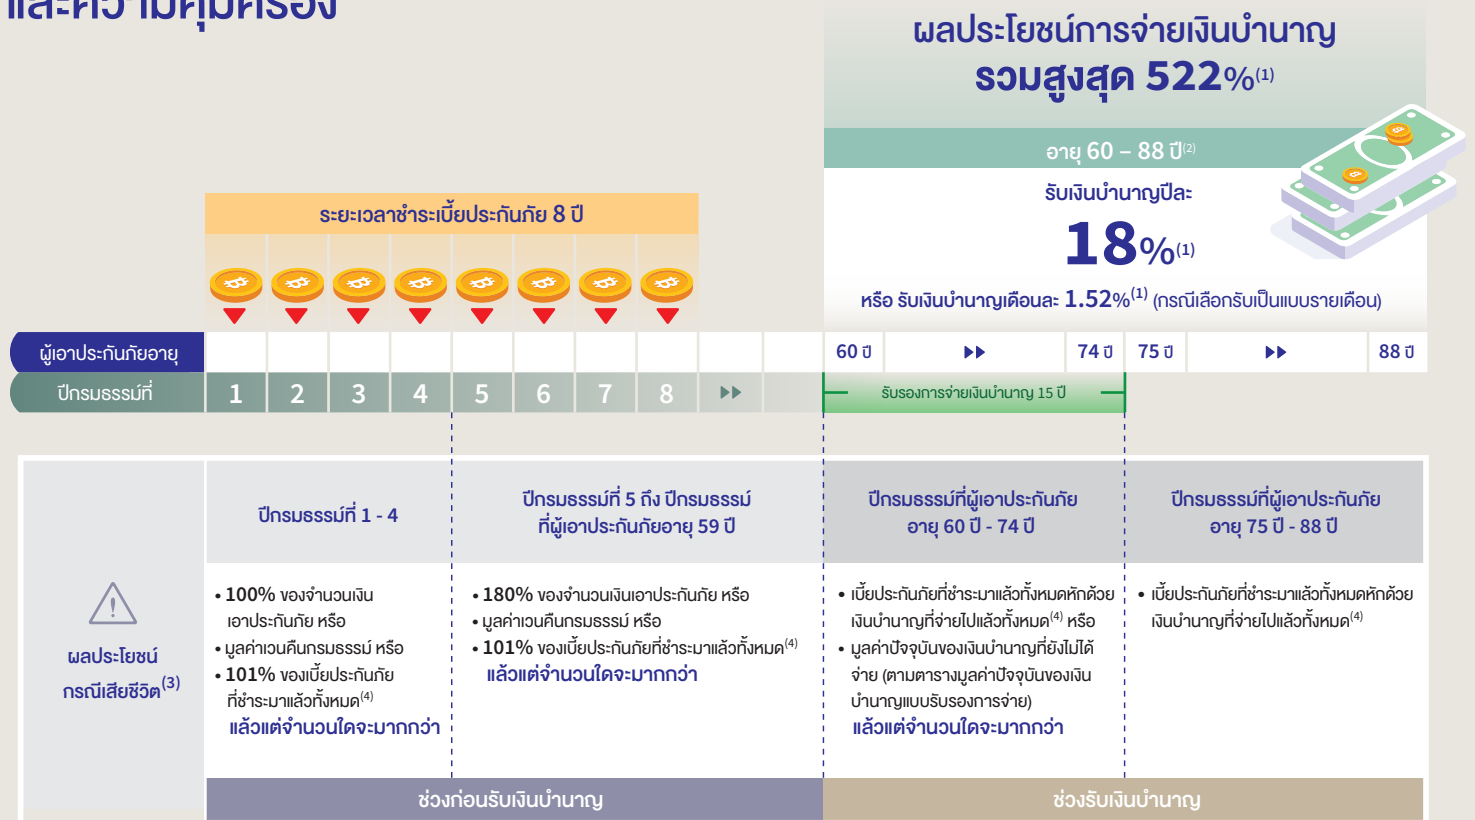 และความคุ้มครอง
ผลประโยชน์การจ่ายเงินบำนาญ
รวมสูงสุด 522%(1)
อายุ 60 – 88 ปี(2)
รับเงินบำนาญปีละ
18%(1)
หรือ รับเงินบำนาญเดือนละ 1.52%(1) (กรณีเลือกรับเป็นแบบรายเดือน)
ระยะเวลาชำระเบี้ยประกันภัย 8 ปี
ผู้เอาประกันภัยอายุ
60 ปี
74 ปี
75 ปี
88 ปี
ปีกรมธรรม์ที่
1 2 3 4 5 6 7 8
รับรองการจ่ายเงินบำนาญ 15 ปี
ผลประโยชน์
กรณีเสียชีวิต(3)
ปีกรมธรรม์ที่ 1 - 4
• 100% ของจำนวนเงิน
เอาประกันภัย หรือ
• มูลค่าเวนคืนกรมธรรม์ หรือ
• 101% ของเบี้ยประกันภัย
ที่ชำระมาแล้วทั้งหมด(4)
แล้วแต่จำนวนใดจะมากกว่า
ปีกรมธรรม์ที่ 5 ถึง ปีกรมธรรม์
ที่ผู้เอาประกันภัยอายุ 59 ปี
• 180% ของจำนวนเงินเอาประกันภัย หรือ
• มูลค่าเวนคืนกรมธรรม์ หรือ
• 101% ของเบี้ยประกันภัยที่ชำระมาแล้วทั้งหมด(4)
แล้วแต่จำนวนใดจะมากกว่า
ปีกรมธรรม์ที่ผู้เอาประกันภัย
อายุ 60 ปี - 74 ปี
• เบี้ยประกันภัยที่ชำระมาแล้วทั้งหมดหักด้วย
เงินบำนาญที่จ่ายไปแล้วทั้งหมด(4) หรือ
• มูลค่าปัจจุบันของเงินบำนาญที่ยังไม่ได้
จ่าย (ตามตารางมูลค่าปัจจุบันของเงิน
บำนาญแบบรับรองการจ่าย)
แล้วแต่จำนวนใดจะมากกว่า
ปีกรมธรรม์ที่ผู้เอาประกันภัย
อายุ 75 ปี - 88 ปี
• เบี้ยประกันภัยที่ชำระมาแล้วทั้งหมดหักด้วย
เงินบำนาญที่จ่ายไปแล้วทั้งหมด(4)
ช่วงก่อนรับเงินบำนาญ
ช่วงรับเงินบำนาญ